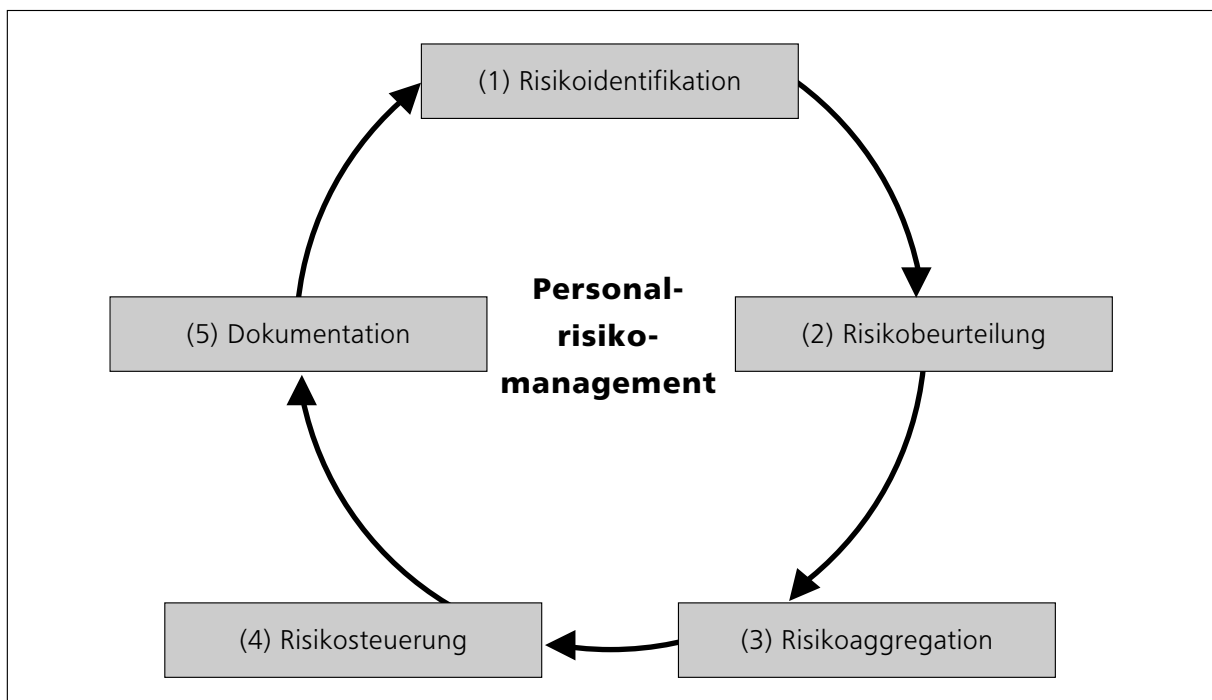 (1) Risikoidentifikation
(2) Risikobeurteilung
(3) Risikoaggregation
(4) Risikosteuerung
(5) Dokumentation
Personal-
risiko-
management